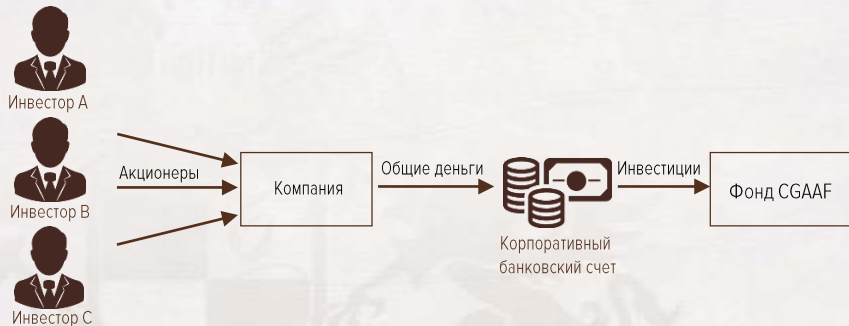 Инвестор А
Инвестор В
Инвестор С
Акционеры
Компания
Общие деньги
Корпоративный
банковский счет
Инвестиции
Фонд CGAAF